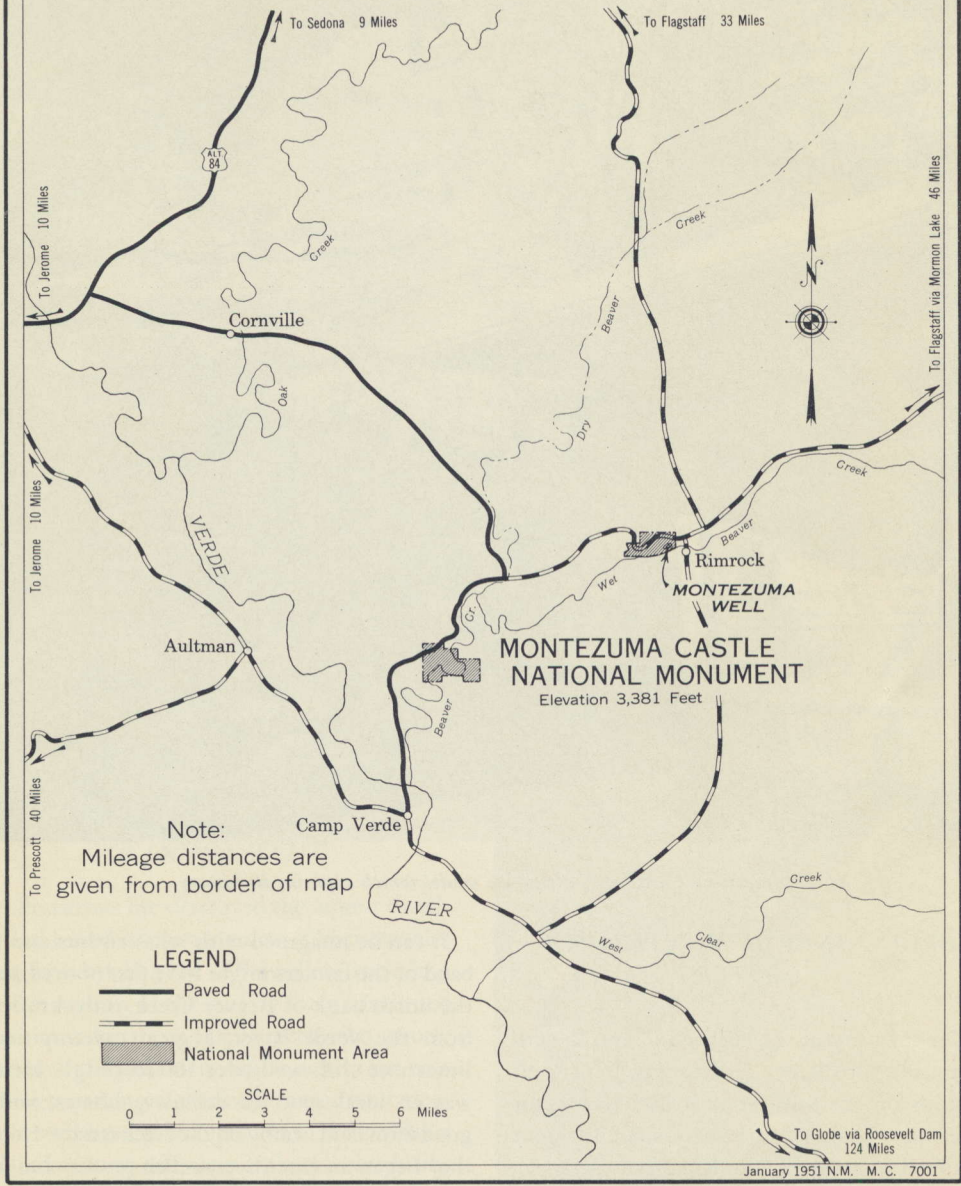 To Sedona 9 Miles
To Flagstaff 33 Miles
ALT.
84
To Jerome 10 Miles
Creek
Creek
To Flagstaff via Mormon Lake 46 Miles
N
Beaver
Cornville
Oak
Dry
Creek
To Jerome 10 Miles
VERDE
Beaver
Rimrock
Wet
MONTEZUMA
WELL
Cr.
Aultman
MONTEZUMA CASTLE
NATIONAL MONUMENT
Elevation 3,381 Feet
Beaver
To Prescott 40 Miles
Camp Verde
Note:
Mileage distances are
given from border of map
Creek
RIVER
West
Clear
LEGEND
Paved Road
Improved Road
National Monument Area
SCALE
0 1 2 3 4 5 6 Miles
To Globe via Roosevelt Dam
124 Miles
January 1951 N.M. M. C. 7001